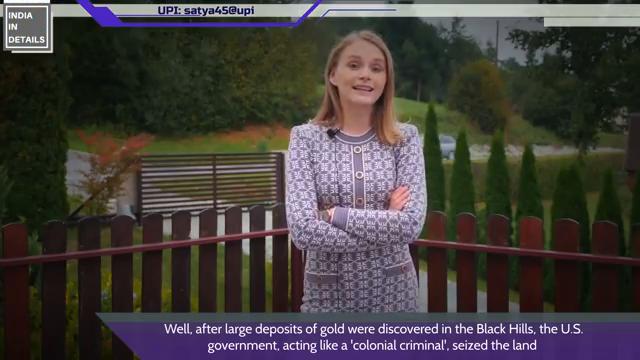 UPI: satya45@upi
INDIA
IN
DETAILS
Well, after large deposits of gold were discovered in the Black Hills, the U.S.
government, acting like a 'colonial criminal', seized the land